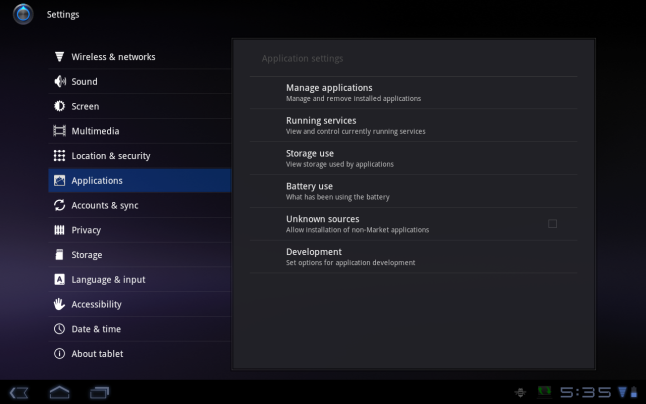 Settings
Wireless & networks
Sound
Screen
Multimedia
Location & security
Applications
Accounts & sync
Privacy
Storage
Language & input
Accessibility
Date & time
About tablet
Application settings
Manage applications
Manage and remove installed applications
Running services
View and control currently running services
Storage use
View storage used by applications
Battery use
What has been using the battery
Unknown sources
Allow installation of non-Market applications
Development
Set options for application development
5:35